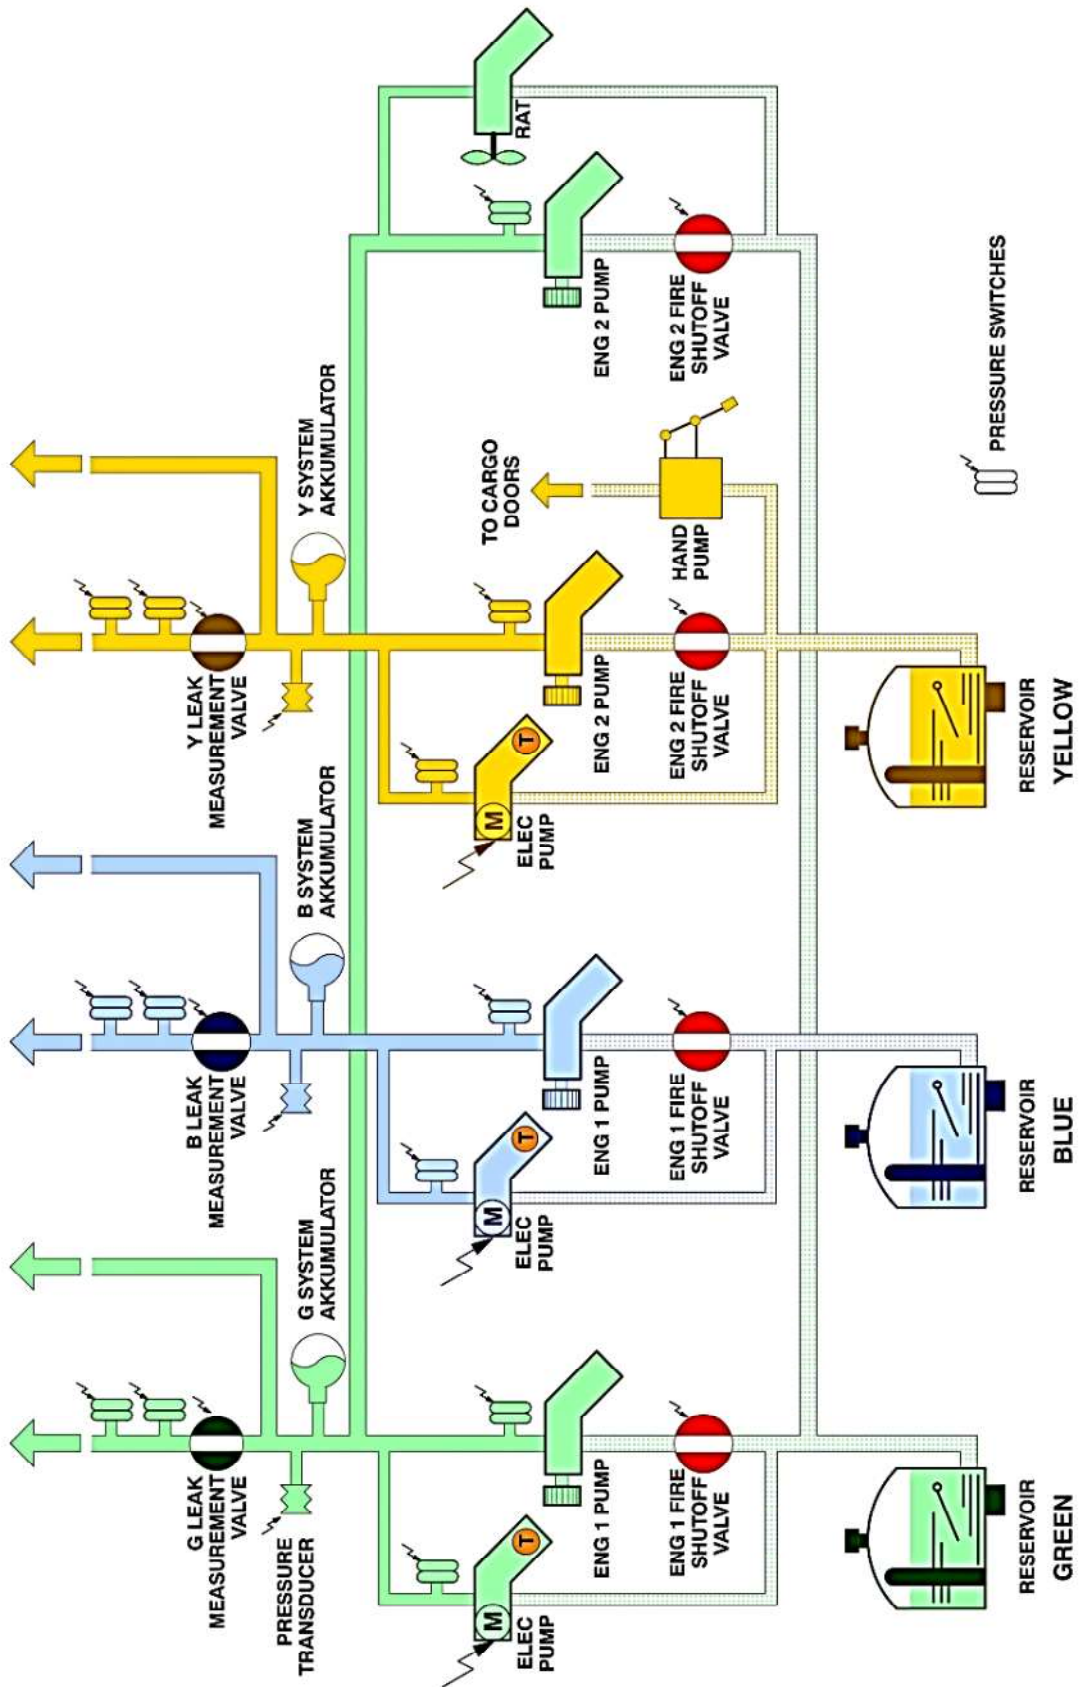 G LEAK
MEASUREMENT
VALVE
B LEAK
MEASUREMENT
VALVE
Y LEAK
MEASUREMENT
VALVE
PRESSURE
TRANSDUCER
G SYSTEM
AKKUMULATOR
B SYSTEM
AKKUMULATOR
Y SYSTEM
AKKUMULATOR
M
T
ELEC
PUMP
ENG 1 PUMP
M
T
ELEC
PUMP
ENG 1 PUMP
M
T
ELEC
PUMP
ENG 2 PUMP
TO CARGO
DOORS
ENG 2 PUMP
RAT
ENG 1 FIRE
SHUTOFF
VALVE
ENG 1 FIRE
SHUTOFF
VALVE
ENG 2 FIRE
SHUTOFF
VALVE
HAND
PUMP
ENG 2 FIRE
SHUTOFF
VALVE
PRESSURE SWITCHES
RESERVOIR
GREEN
RESERVOIR
BLUE
RESERVOIR
YELLOW